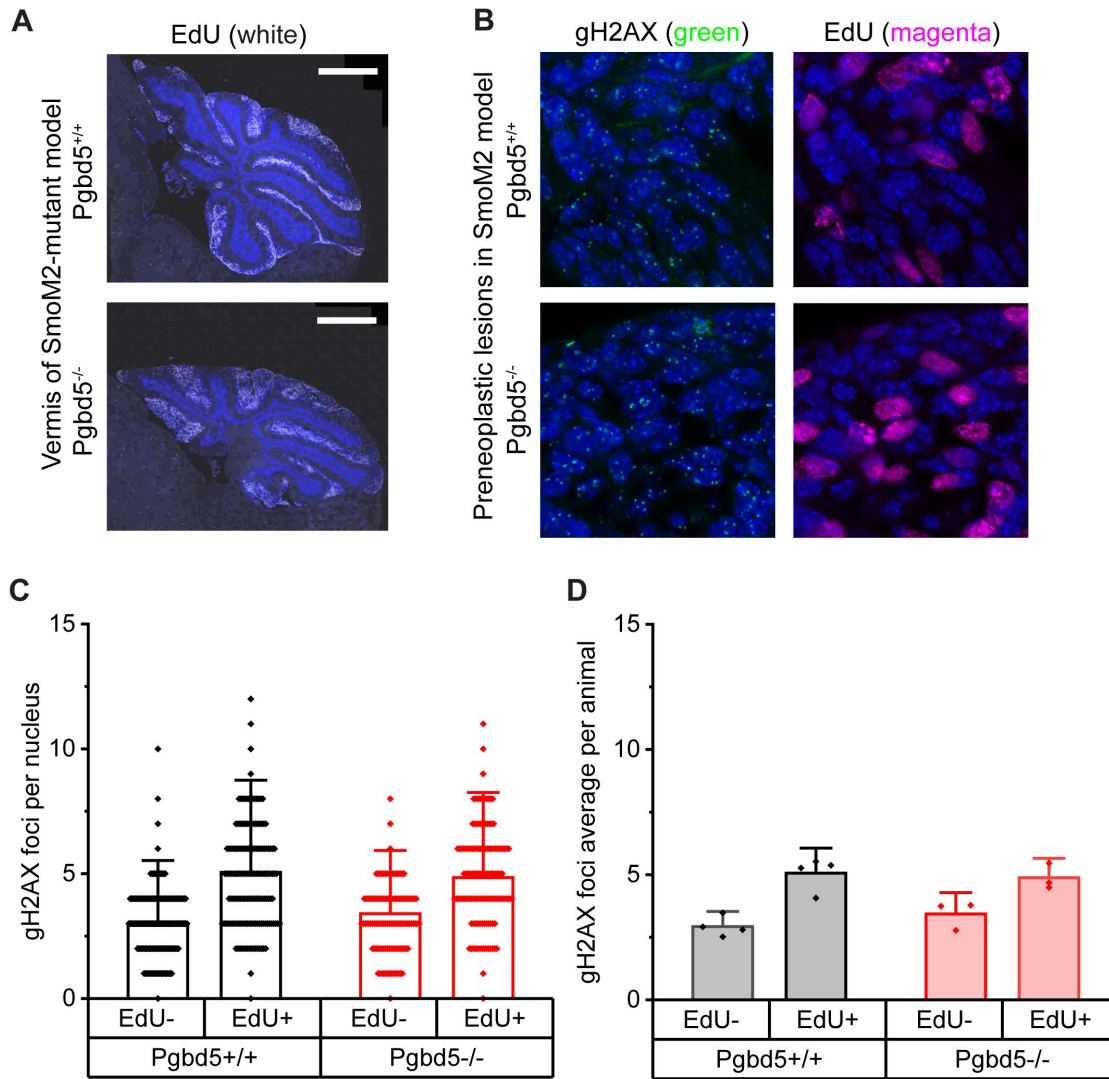 A
EdU (white)
Vermis of SmoM2-mutant model
Pgbd5+/+
Pgbd5-/-
B
gH2AX (green)
EdU (magenta)
Preneoplastic lesions in SmoM2 model
Pgbd5+/+
Pgbd5-/-
C
15
10
5
0
gH2AX foci per nucleus
EdU-
EdU+
EdU-
EdU+
Pgbd5+/+
Pgbd5-/-
D
15
10
5
0
gH2AX foci average per animal
EdU-
EdU+
EdU-
EdU+
Pgbd5+/+
Pgbd5-/-